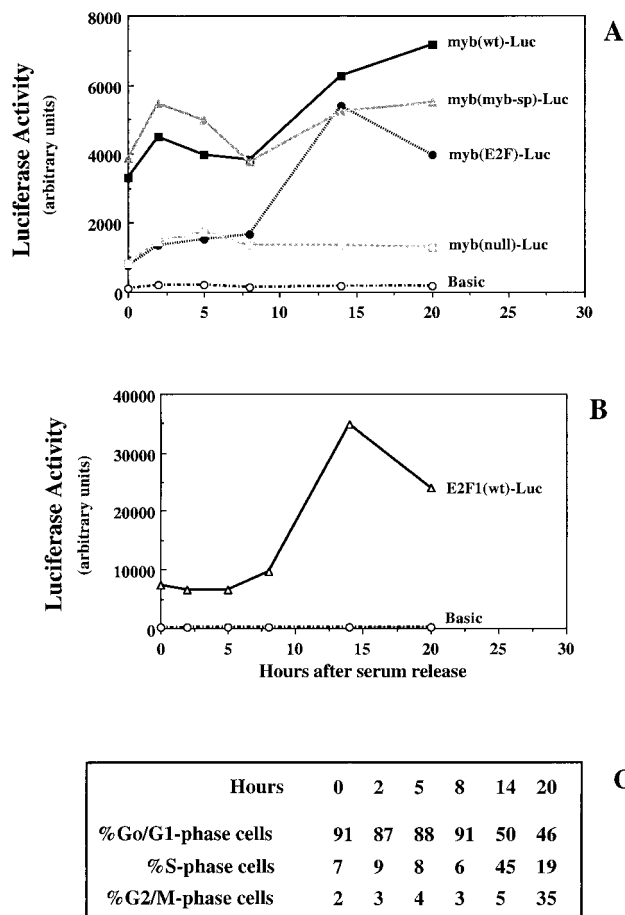 A
8000
6000
4000
2000
0
Luciferase Activity
(arbitrary units)
myb(wt)-Luc
myb(myb-sp)-Luc
myb(E2F)-Luc
myb(null)-Luc
Basic
0 5 10 15 20 25 30
B
40000
30000
20000
10000
0
Luciferase Activity
(arbitrary units)
E2F1(wt)-Luc
Basic
0 5 10 15 20 25 30
Hours after serum release
Hours 0 2 5 8 14 20
%Go/G1-phase cells 91 87 88 91 50 46
%S-phase cells 7 9 8 6 45 19
%G2/M-phase cells 2 3 4 3 5 35